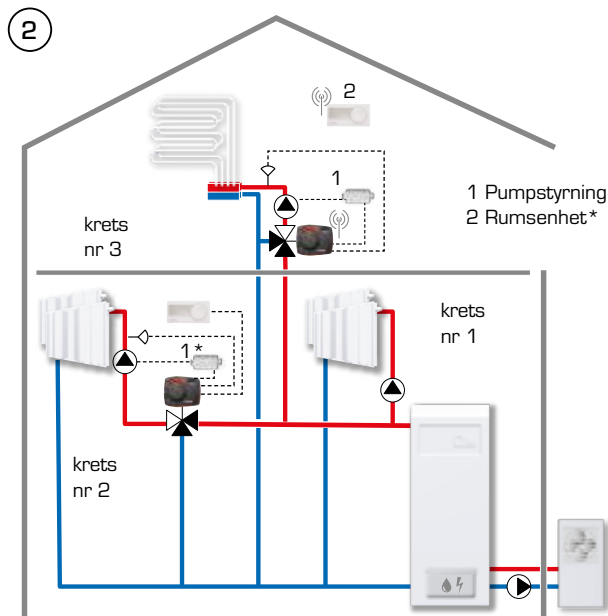 2
2
1
1 Pumpstyrning
2 Rumsenhet*
krets
nr 3
krets
nr 1
1*
krets
nr 2